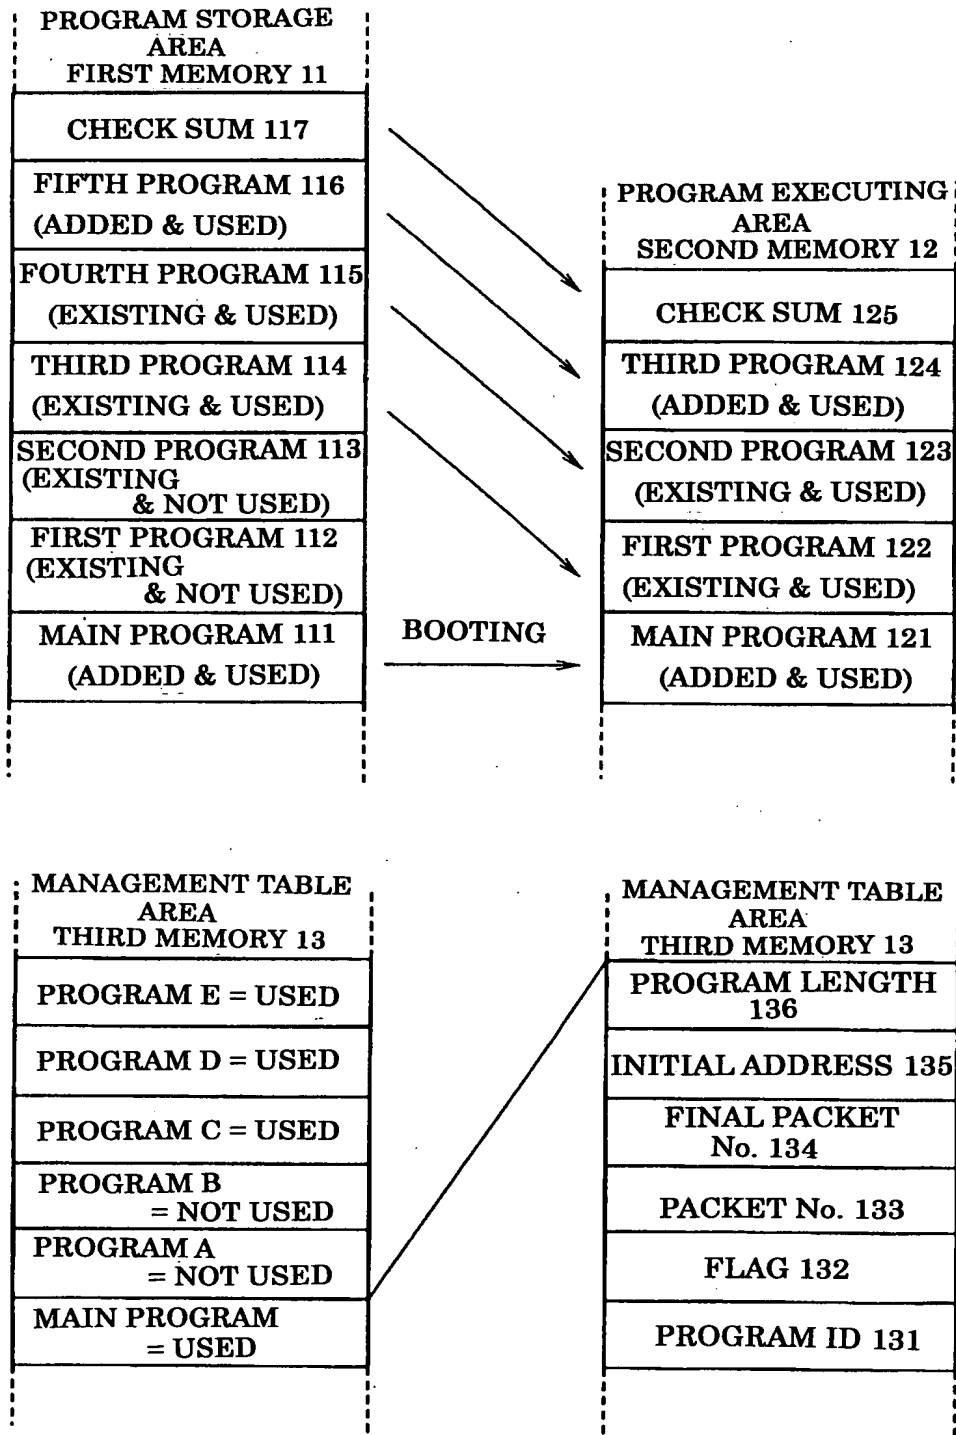 PROGRAM STORAGE
AREA
FIRST MEMORY 11
CHECK SUM 117
FIFTH PROGRAM 116
(ADDED & USED)
FOURTH PROGRAM 115
(EXISTING & USED)
THIRD PROGRAM 114
(EXISTING & USED)
SECOND PROGRAM 113
(EXISTING
& NOT USED)
FIRST PROGRAM 112
(EXISTING
& NOT USED)
MAIN PROGRAM 111
(ADDED & USED)
BOOTING
PROGRAM EXECUTING
AREA
SECOND MEMORY 12
CHECK SUM 125
THIRD PROGRAM 124
(ADDED & USED)
SECOND PROGRAM 123
(EXISTING & USED)
FIRST PROGRAM 122
(EXISTING & USED)
MAIN PROGRAM 121
(ADDED & USED)
MANAGEMENT TABLE
AREA
THIRD MEMORY 13
PROGRAM E = USED
PROGRAM D = USED
PROGRAM C = USED
PROGRAM B
= NOT USED
PROGRAM A
= NOT USED
MAIN PROGRAM
= USED
MANAGEMENT TABLE
AREA
THIRD MEMORY 13
PROGRAM LENGTH
136
INITIAL ADDRESS 135
FINAL PACKET
No. 134
PACKET No. 133
FLAG 132
PROGRAM ID 131